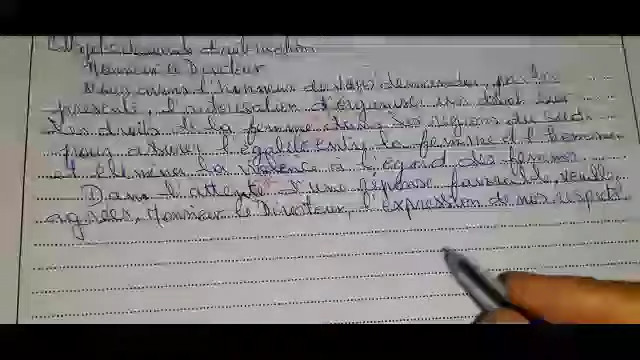 Objet : demande d'autorisation
Monsieur le Directeur
Nous avons l'honneur de vous demander par la
présente l'autorisation d'organiser un débat sur
les droits de la femme dans des régions du sud
pour assurer l'égalité entre la femme et l'homme
et éliminer la violence à l'égard des femmes
Dans l'attente d'une réponse favorable, veuillez
agréer, Monsieur le Directeur, l'expression de nos respects.